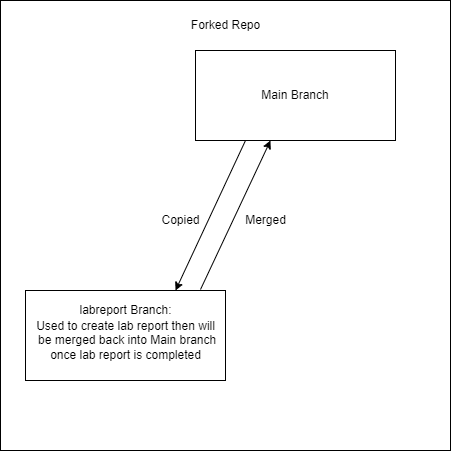 Forked Repo
Main Branch
Copied
Merged
labreport Branch:
Used to create lab report then will
be merged back into Main branch
once lab report is completed